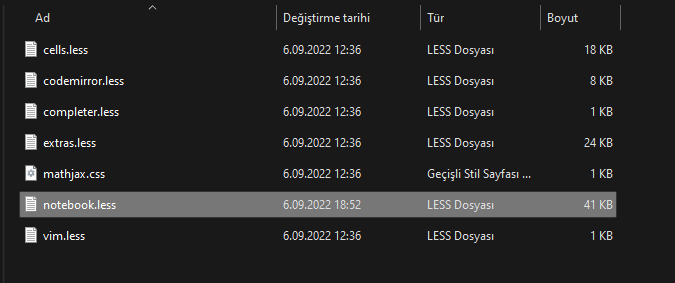 Ad Değiştirme tarihi Tür Boyut
cells.less 6.09.2022 12:36 LESS Dosyası 18 KB
codemirror.less 6.09.2022 12:36 LESS Dosyası 8 KB
completer.less 6.09.2022 12:36 LESS Dosyası 1 KB
extras.less 6.09.2022 12:36 LESS Dosyası 24 KB
mathjax.css 6.09.2022 12:36 Geçişli Stil Sayfası ... 1 KB
notebook.less 6.09.2022 18:52 LESS Dosyası 41 KB
vim.less 6.09.2022 12:36 LESS Dosyası 1 KB